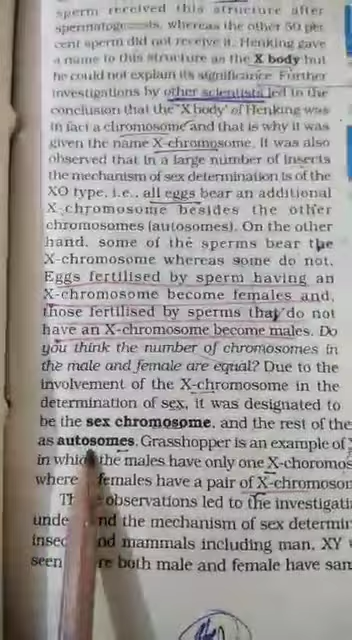 sperm received this structure after
whereas the other 50 per
cent sperm did not receive it. Henking gave
a name to this structure as the X body but
he could not explain its significance. Further
investigations by other scientists led to the
conclusion that the 'X body' of Henking was
in fact a chromosome and that is why it was
given the name X-chromosome. It was also
observed that in a large number of insects
the mechanism of sex determination is of the
XO type, i.e., all eggs bear an additional
X-chromosome besides the other
chromosomes (autosomes). On the other
hand, some of the sperms bear the
X-chromosome whereas some do not.
Eggs fertilised by sperm having an
X-chromosome become females and,
those fertilised by sperms that do not
have an X-chromosome become males. Do
you think the number of chromosomes in
the male and female are equal? Due to the
involvement of the X-chromosome in the
determination of sex, it was designated to
be the sex chromosome, and the rest of the
as autosomes. Grasshopper is an example of
in which the males have only one X-choromos
where females have a pair of X-chromosom
observations led to the investigati
unde nd the mechanism of sex determin
insec nd mammals including man, XY
seen re both male and female have sam